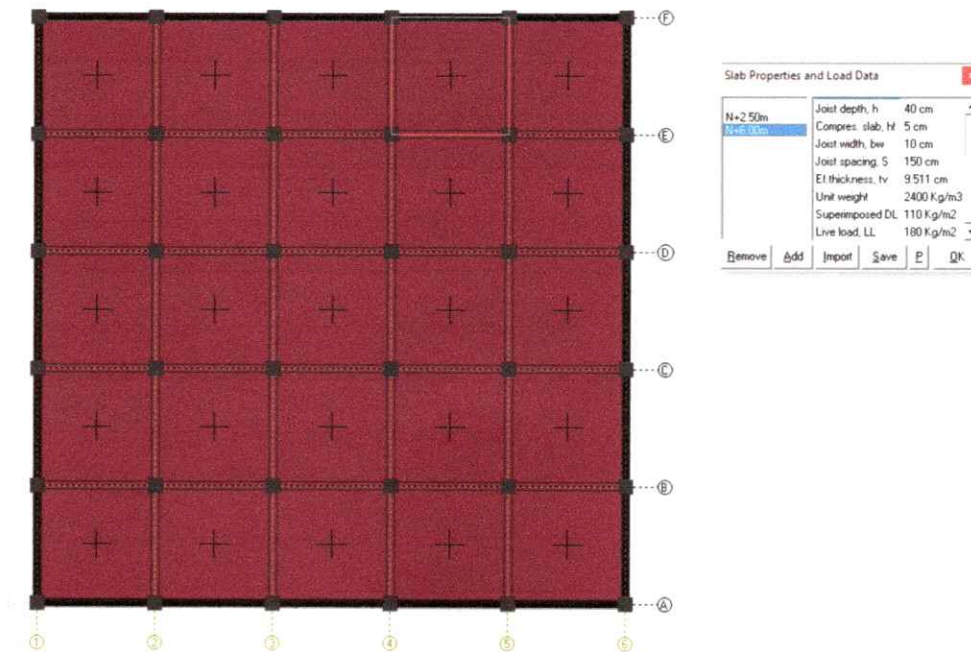 F
E
D
C
B
A
1 2 3 4 5 6
Slab Properties and Load Data
N+2.50m
N+6.00m
Joist depth, h 40 cm
Compres. slab, hf 5 cm
Joist width, bw 10 cm
Joist spacing, S 150 cm
Ef.thickness, tv 9.511 cm
Unit weight 2400 Kg/m3
Superimposed DL 110 Kg/m2
Live load, LL 180 Kg/m2
Remove Add Import Save P OK